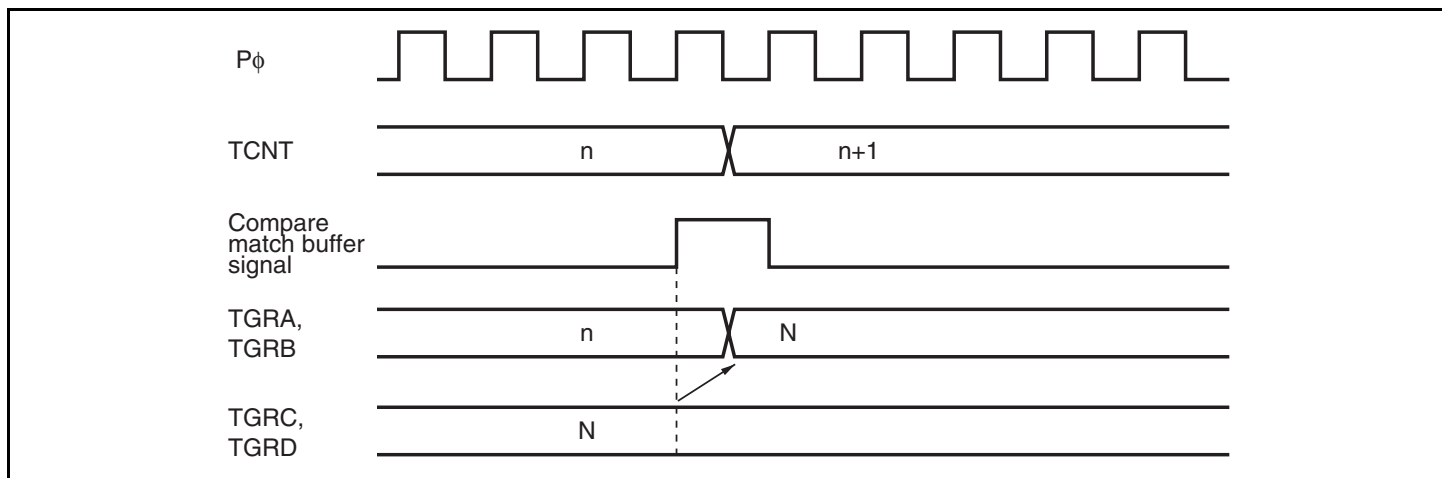 Pϕ
TCNT
n
n+1
Compare
match buffer
signal
TGRA,
TGRB
n
N
TGRC,
TGRD
N